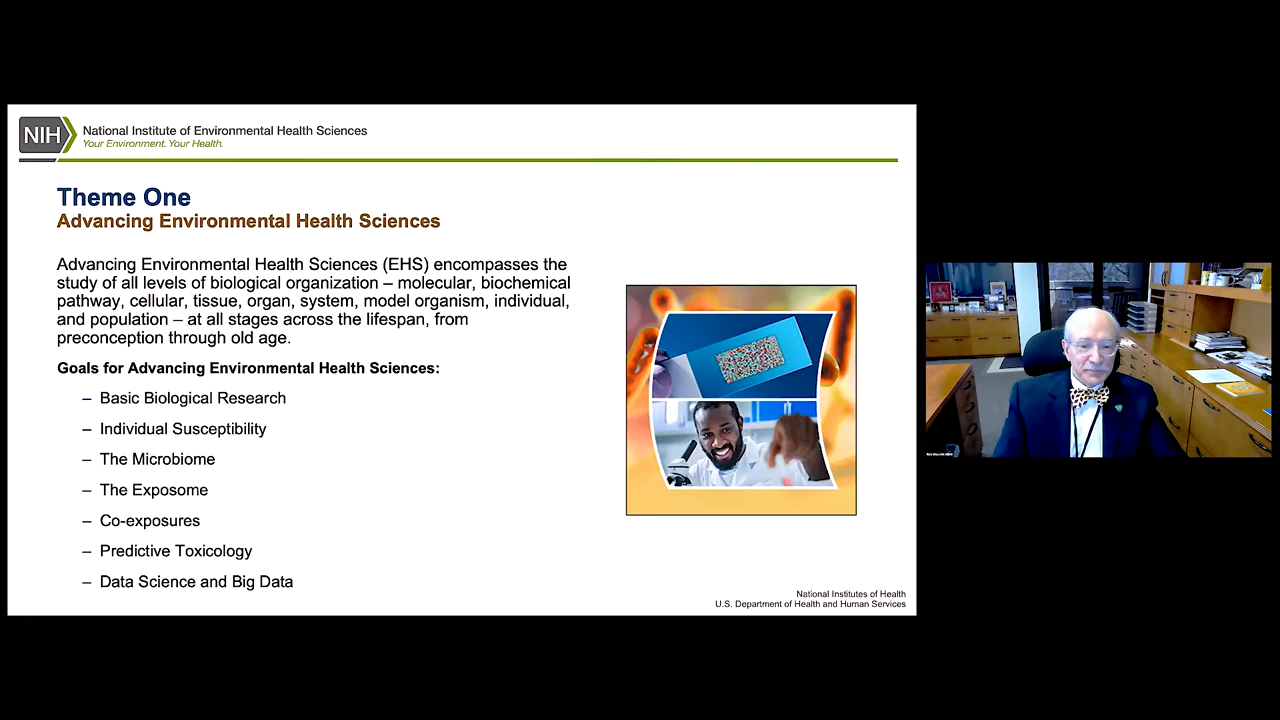 NIH
National Institute of Environmental Health Sciences
Your Environment. Your Health.
Theme One
Advancing Environmental Health Sciences
Advancing Environmental Health Sciences (EHS) encompasses the
study of all levels of biological organization – molecular, biochemical
pathway, cellular, tissue, organ, system, model organism, individual,
and population – at all stages across the lifespan, from
preconception through old age.
Goals for Advancing Environmental Health Sciences:
– Basic Biological Research
– Individual Susceptibility
– The Microbiome
– The Exposome
– Co-exposures
– Predictive Toxicology
– Data Science and Big Data
National Institutes of Health
U.S. Department of Health and Human Services